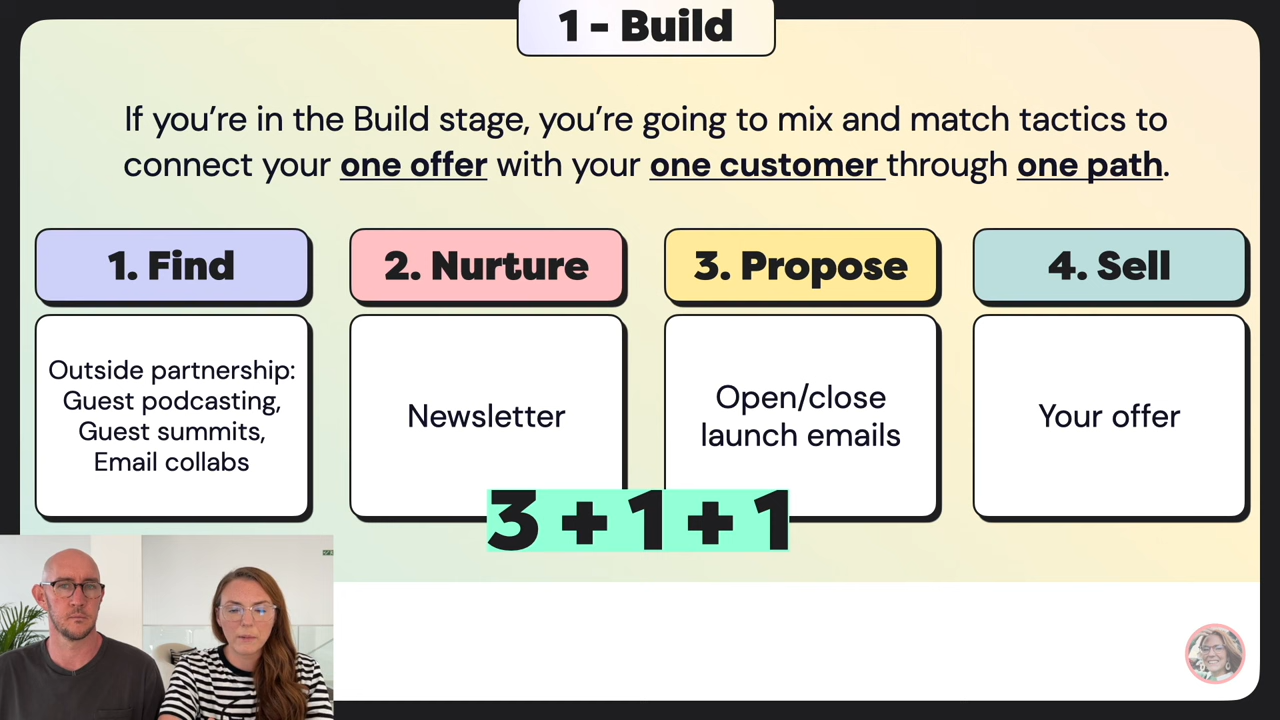 1 - Build
If you’re in the Build stage, you’re going to mix and match tactics to
connect your one offer with your one customer through one path.
1. Find
2. Nurture
3. Propose
4. Sell
Outside partnership:
Guest podcasting,
Guest summits,
Email collabs
Newsletter
Open/close
launch emails
Your offer
3 + 1 + 1